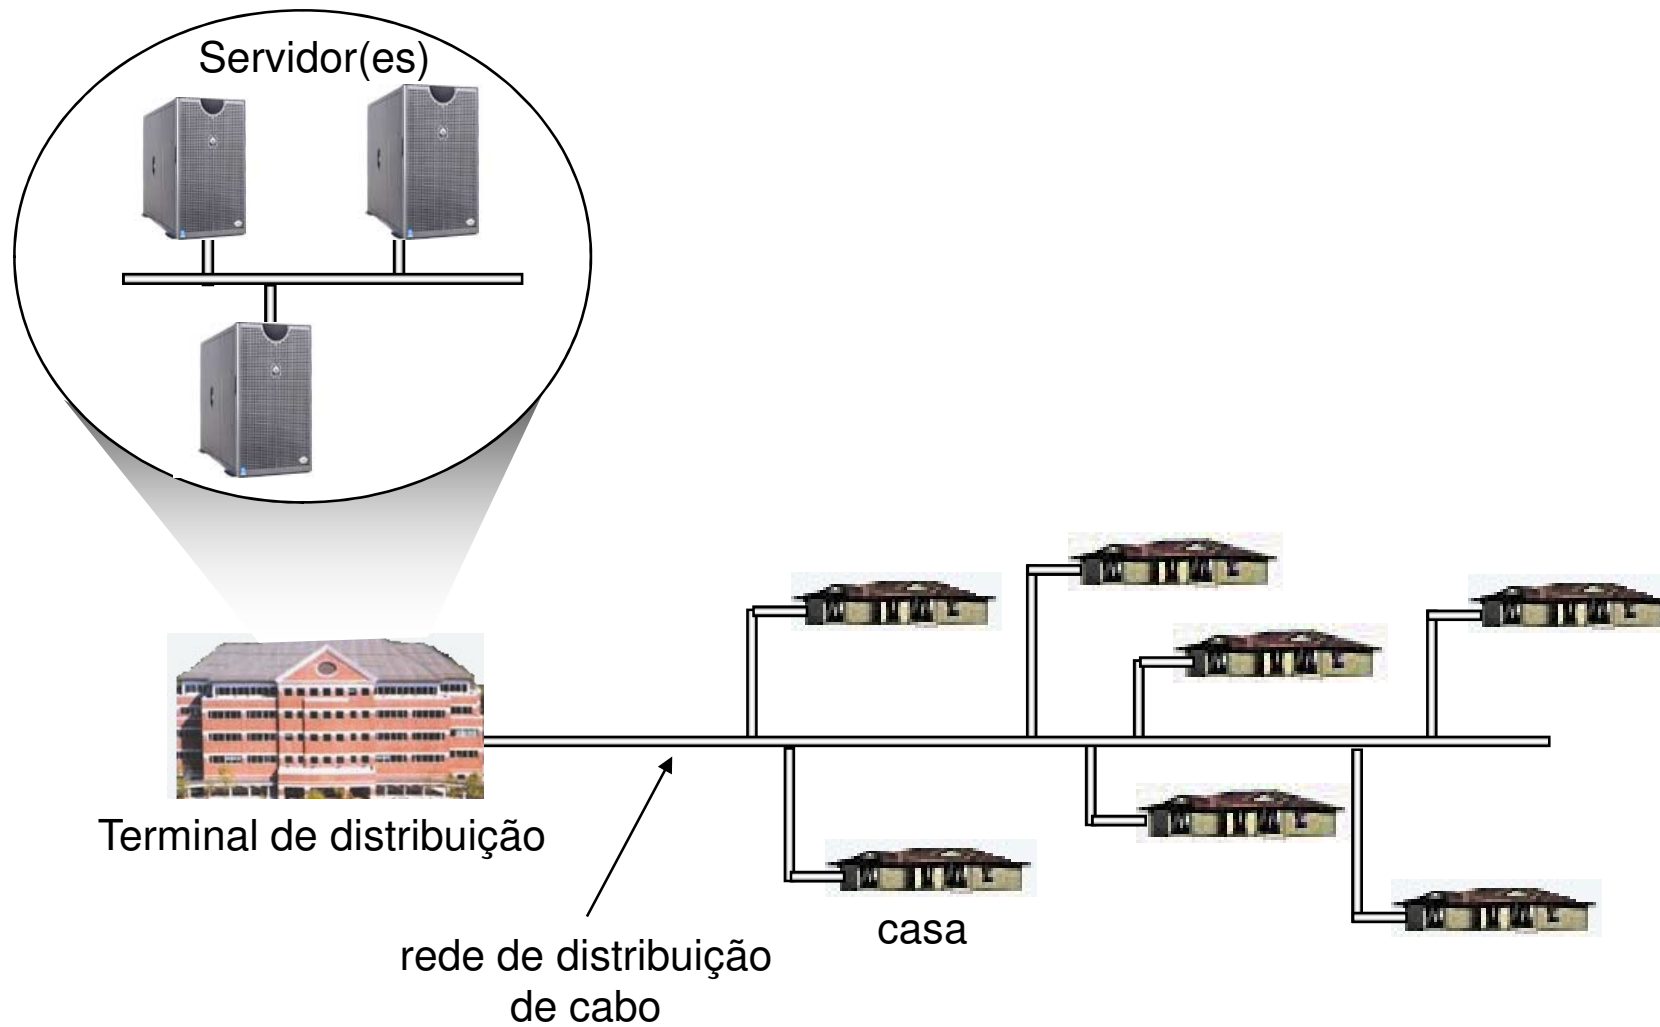 Servidor(es)
Terminal de distribuição
casa
rede de distribuição
de cabo